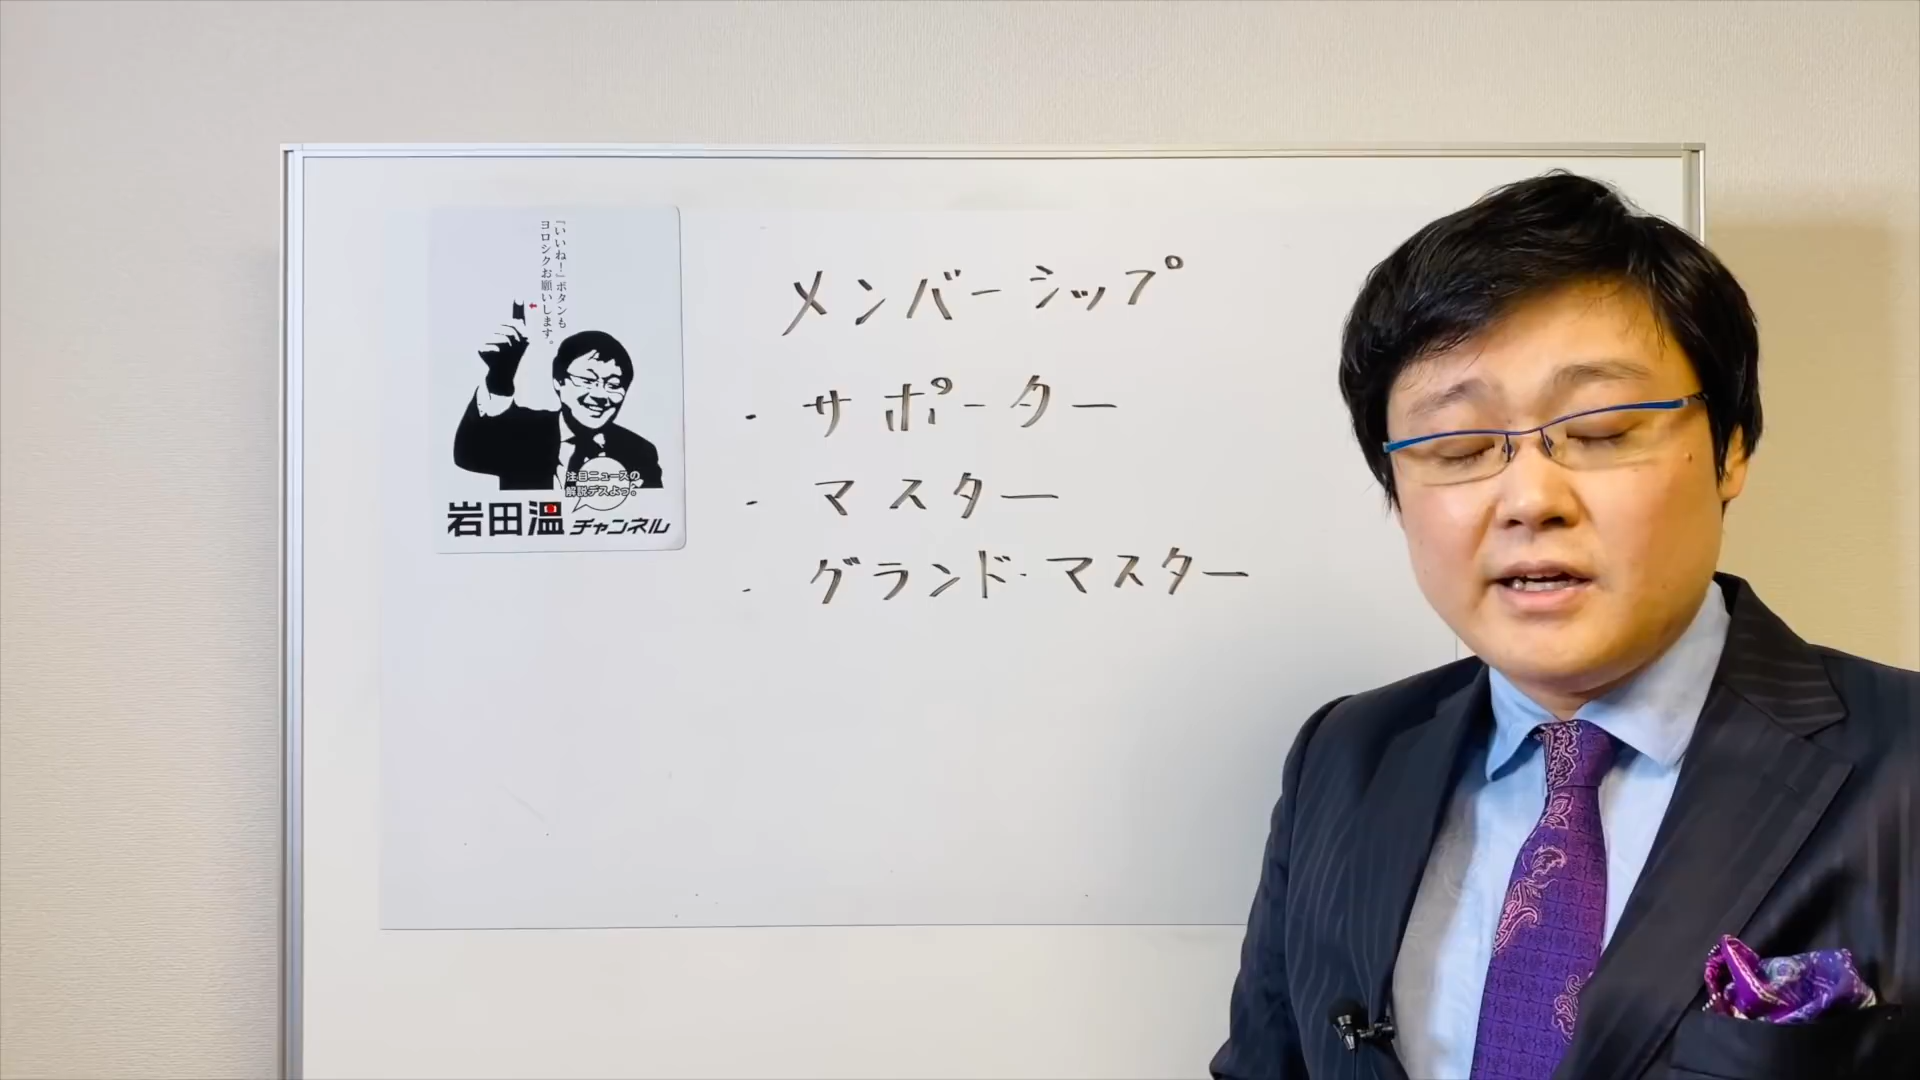 『いいね！』ボタンも
ヨロシクお願いします。
注目ニュースの
解説デスよっ。
岩田温チャンネル
メンバーシップ
・サポーター
・マスター
・グランド・マスター